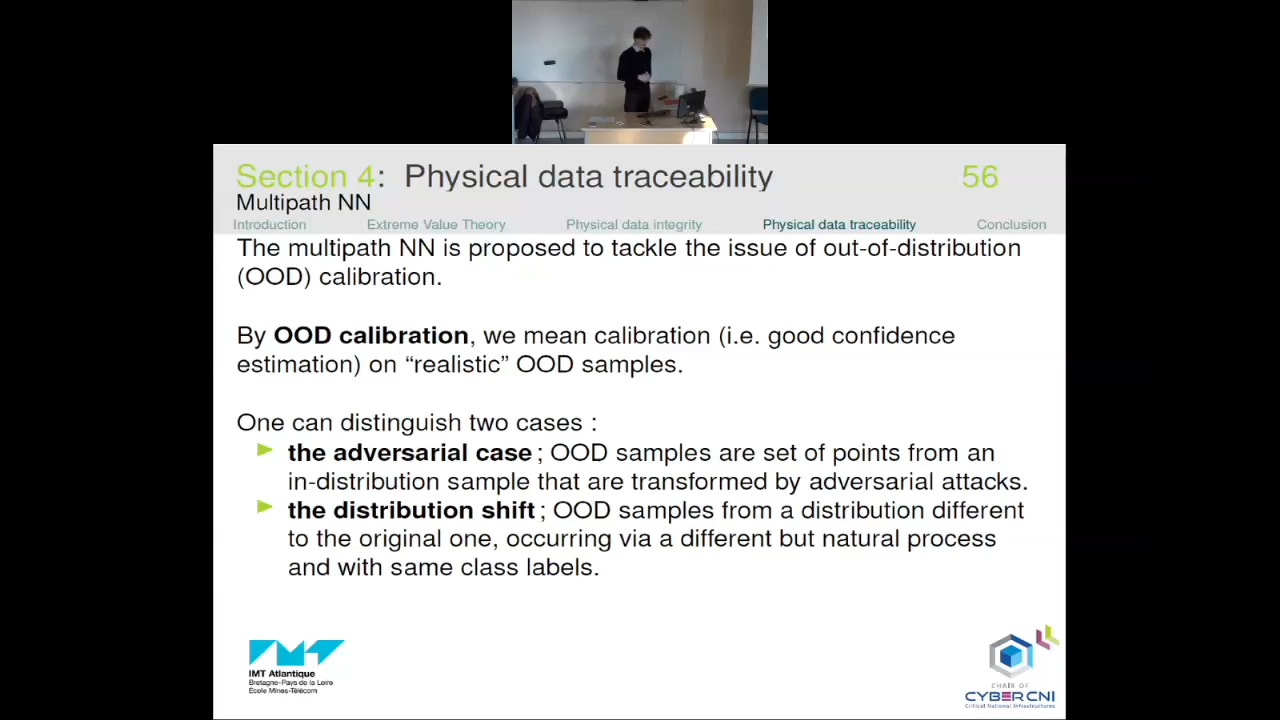 Section 4: Physical data traceability 56
Multipath NN
Introduction Extreme Value Theory Physical data integrity Physical data traceability Conclusion
The multipath NN is proposed to tackle the issue of out-of-distribution
(OOD) calibration.
By OOD calibration, we mean calibration (i.e. good confidence
estimation) on “realistic” OOD samples.
One can distinguish two cases :
the adversarial case ; OOD samples are set of points from an
in-distribution sample that are transformed by adversarial attacks.
the distribution shift ; OOD samples from a distribution different
to the original one, occurring via a different but natural process
and with same class labels.
IMT Atlantique
Bretagne-Pays de la Loire
École Mines-Télécom
CHAIR OF
CYBERCNI
Critical National Infrastructures